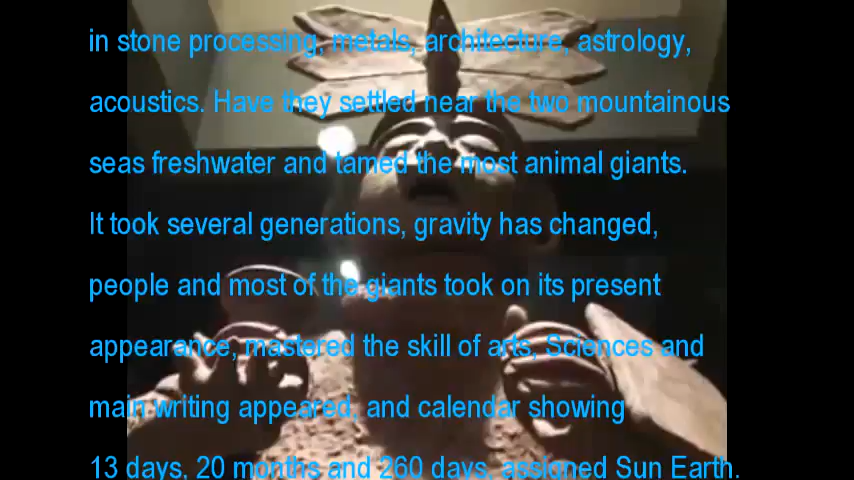 in stone processing, metals, architecture, astrology,
acoustics. Have they settled near the two mountainous
seas freshwater and tamed the most animal giants.
It took several generations, gravity has changed,
people and most of the giants took on its present
appearance, mastered the skill of arts, Sciences and
main writing appeared, and calendar showing
13 days, 20 months and 260 days, assigned Sun Earth.